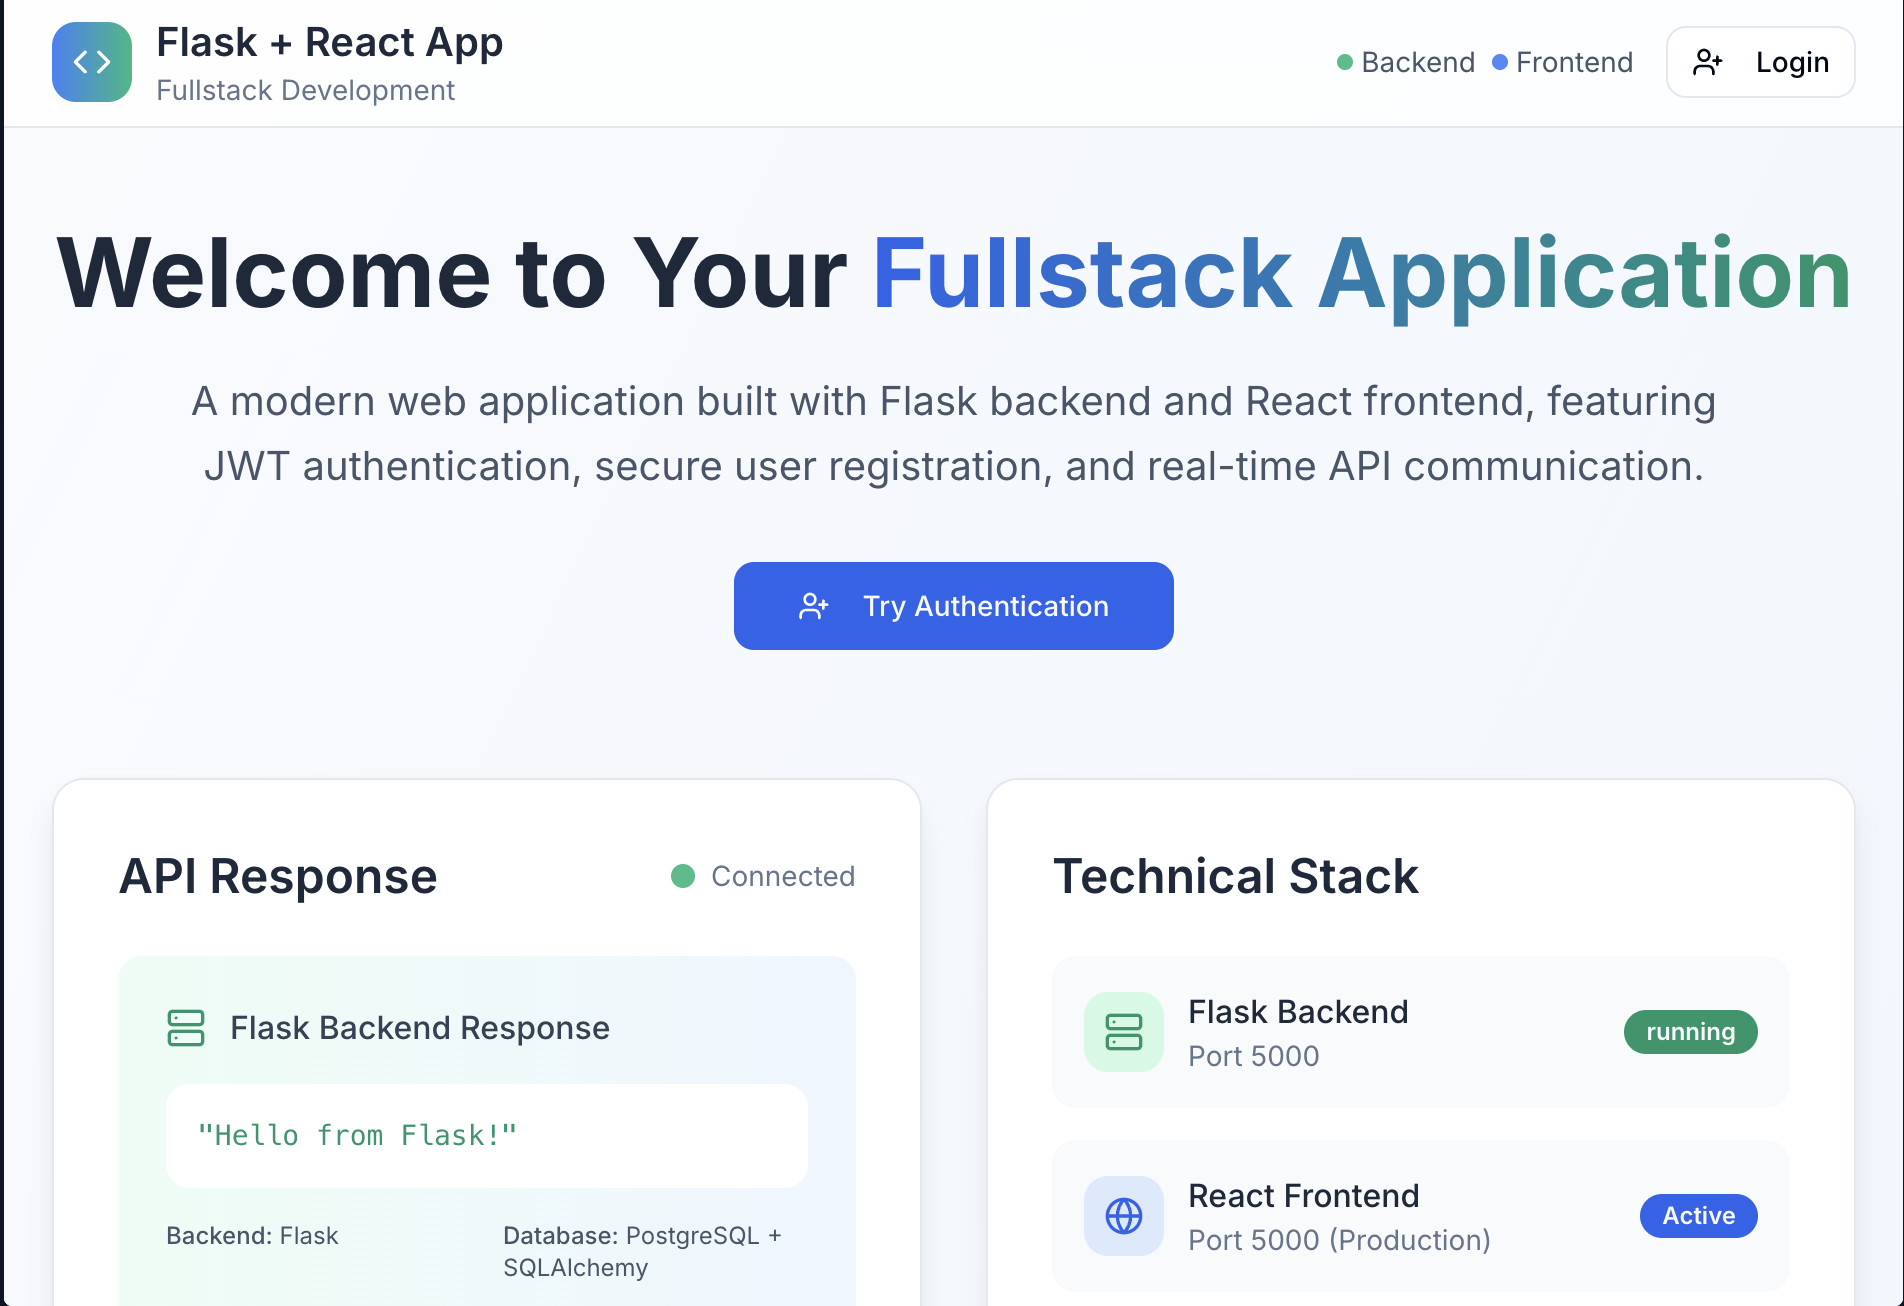 Flask + React App
Fullstack Development
Backend
Frontend
Login
Welcome to Your Fullstack Application
A modern web application built with Flask backend and React frontend, featuring
JWT authentication, secure user registration, and real-time API communication.
Try Authentication
API Response
Connected
Flask Backend Response
"Hello from Flask!"
Backend: Flask
Database: PostgreSQL +
SQLAlchemy
Technical Stack
Flask Backend
Port 5000
running
React Frontend
Port 5000 (Production)
Active